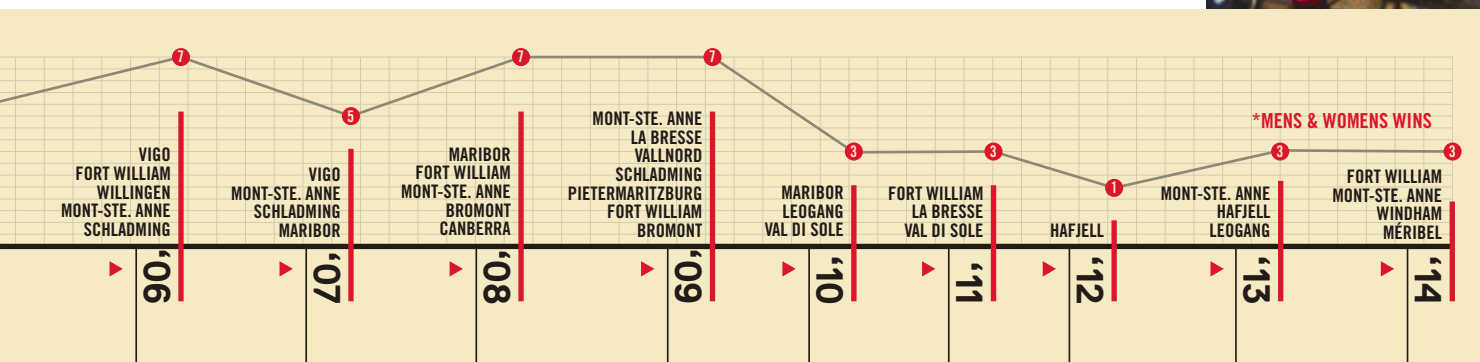 7
VIGO
FORT WILLIAM
WILLINGEN
MONT-STE. ANNE
SCHLADMING
‘06
5
VIGO
MONT-STE. ANNE
SCHLADMING
MARIBOR
‘07
7
MARIBOR
FORT WILLIAM
MONT-STE. ANNE
BROMONT
CANBERRA
‘08
7
MONT-STE. ANNE
LA BRESSE
VALLNORD
SCHLADMING
PIETERMARITZBURG
FORT WILLIAM
BROMONT
‘09
3
MARIBOR
LEOGANG
VAL DI SOLE
‘10
3
FORT WILLIAM
LA BRESSE
VAL DI SOLE
‘11
1
HAFJELL
‘12
*MENS & WOMENS WINS
3
MONT-STE. ANNE
HAFJELL
LEOGANG
‘13
3
FORT WILLIAM
MONT-STE. ANNE
WINDHAM
MÉRIBEL
‘14